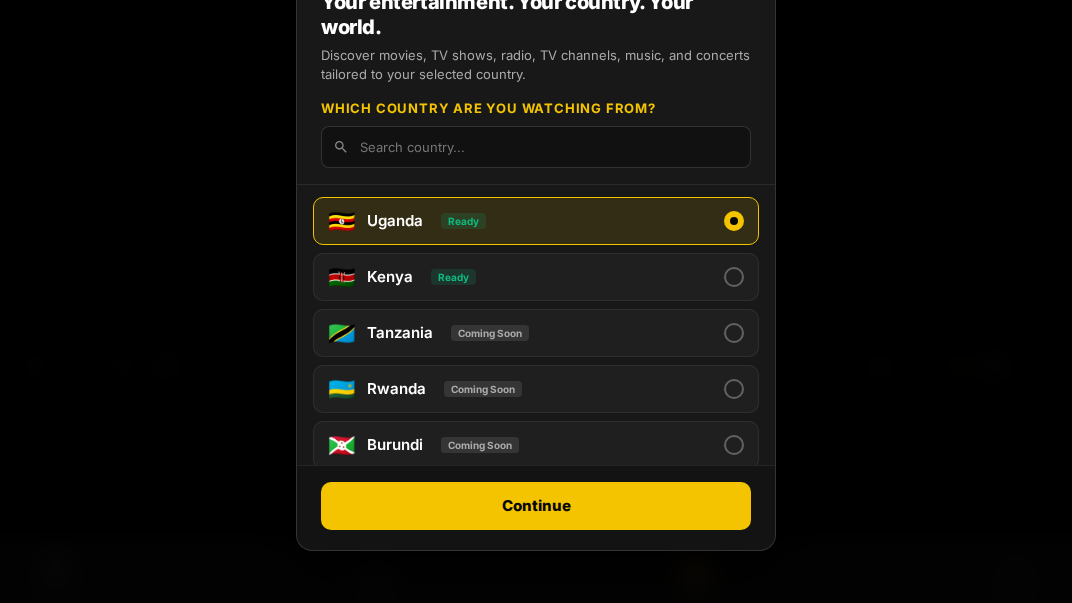 Your entertainment. Your country. Your
world.
Discover movies, TV shows, radio, TV channels, music, and concerts
tailored to your selected country.
WHICH COUNTRY ARE YOU WATCHING FROM?
Search country...
Uganda Ready
Kenya Ready
Tanzania Coming Soon
Rwanda Coming Soon
Burundi Coming Soon
Continue